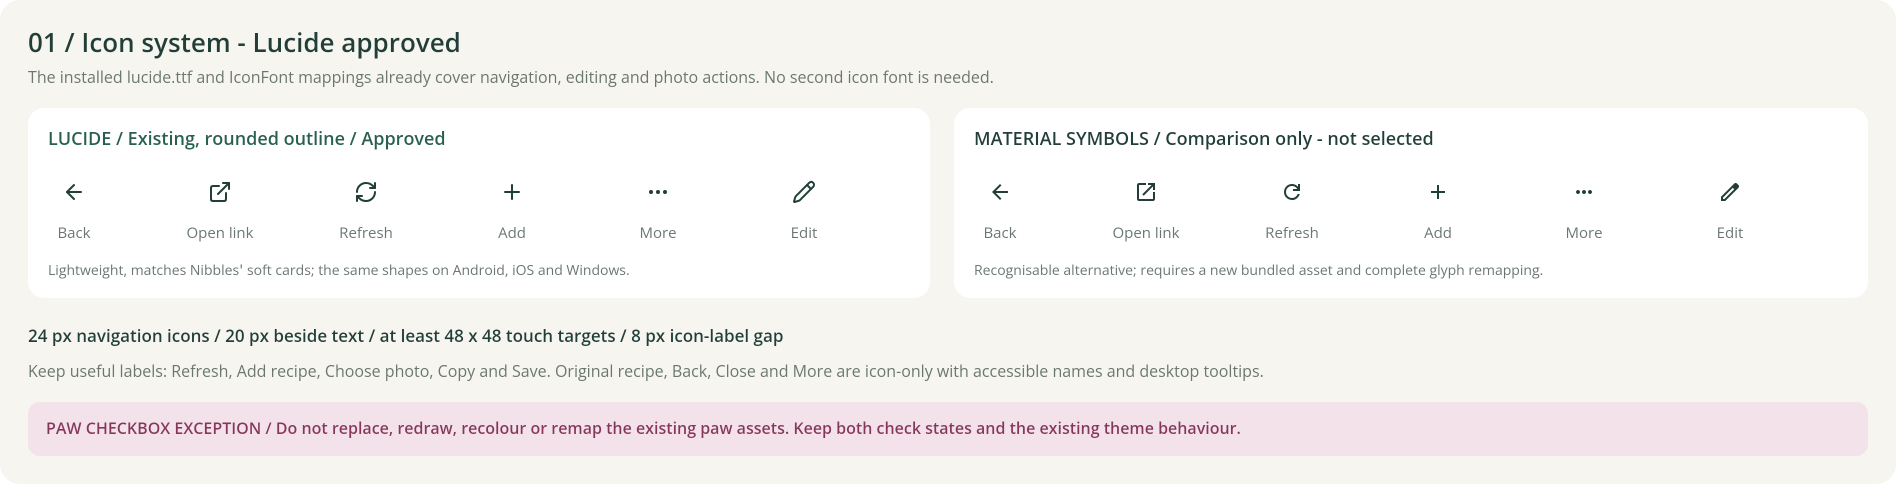 01 / Icon system - Lucide approved
The installed lucide.ttf and IconFont mappings already cover navigation, editing and photo actions. No second icon font is needed.
LUCIDE / Existing, rounded outline / Approved
Back
Open link
Refresh
Add
More
Edit
Lightweight, matches Nibbles' soft cards; the same shapes on Android, iOS and Windows.
MATERIAL SYMBOLS / Comparison only - not selected
Back
Open link
Refresh
Add
More
Edit
Recognisable alternative; requires a new bundled asset and complete glyph remapping.
24 px navigation icons / 20 px beside text / at least 48 x 48 touch targets / 8 px icon-label gap
Keep useful labels: Refresh, Add recipe, Choose photo, Copy and Save. Original recipe, Back, Close and More are icon-only with accessible names and desktop tooltips.
PAW CHECKBOX EXCEPTION / Do not replace, redraw, recolour or remap the existing paw assets. Keep both check states and the existing theme behaviour.